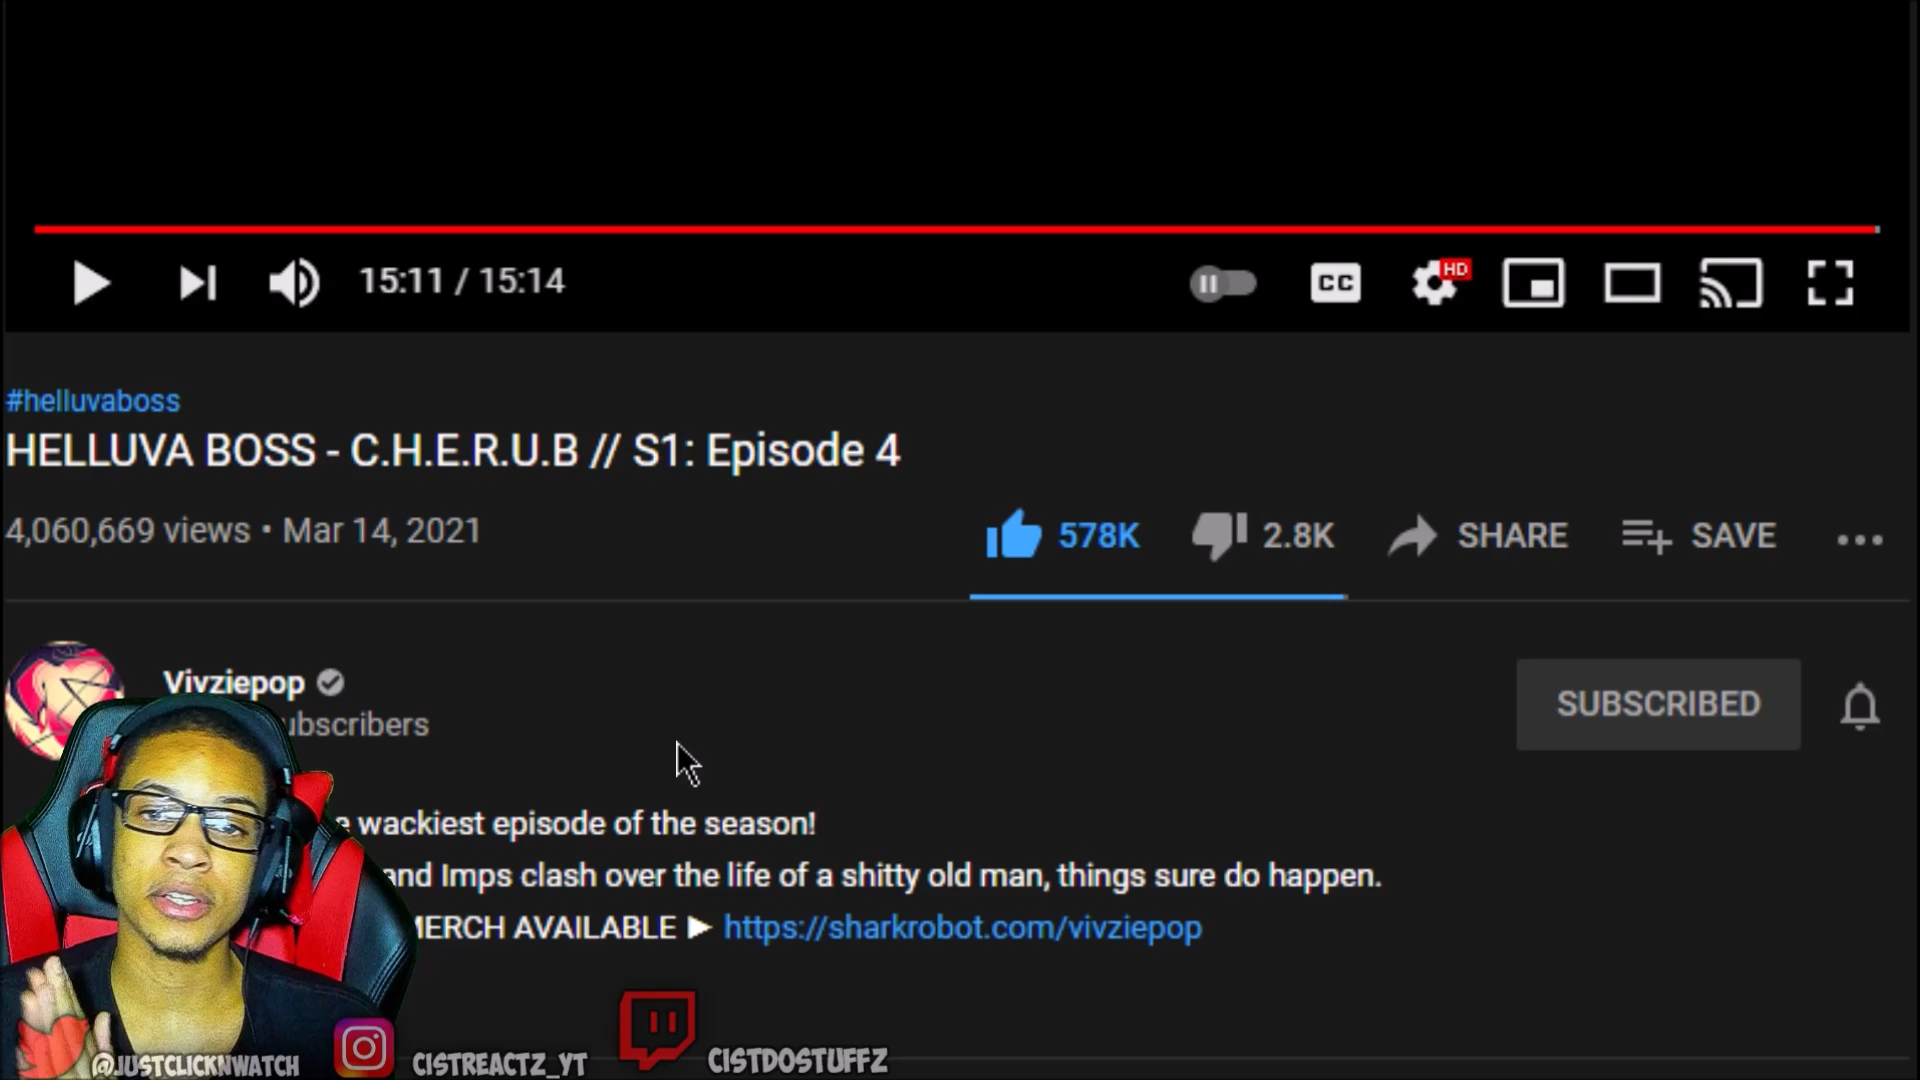 15:11 / 15:14
CC
HD
#helluvaboss
HELLUVA BOSS - C.H.E.R.U.B // S1: Episode 4
4,060,669 views • Mar 14, 2021
578K
2.8K
SHARE
SAVE
Vivziepop
ubscribers
SUBSCRIBED
e wackiest episode of the season!
and Imps clash over the life of a shitty old man, things sure do happen.
MERCH AVAILABLE ► https://sharkrobot.com/vivziepop
@JUSTCLICKNWATCH
CISTREACTZ_YT
CISTDOSTUFFZ